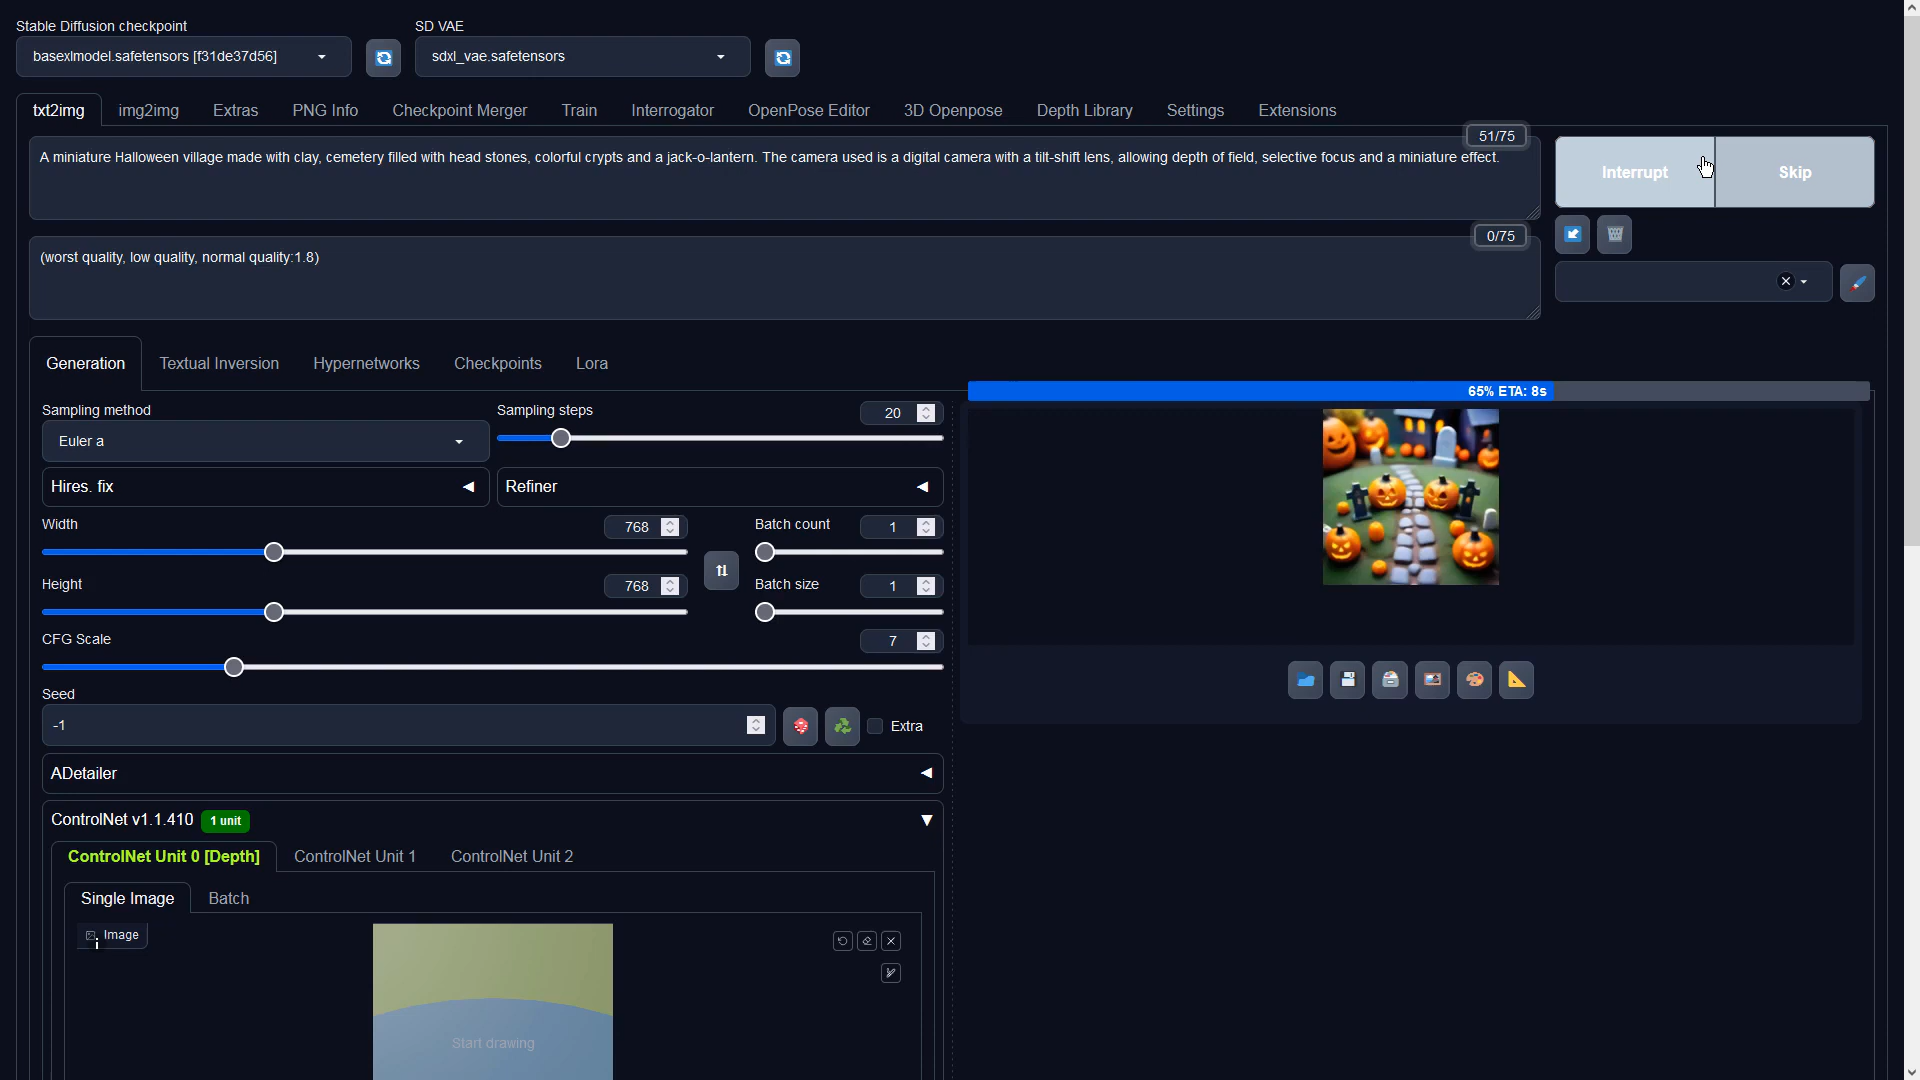 Stable Diffusion checkpoint
SD VAE
basexlmodel.safetensors [f31de37d56]
sdxl_vae.safetensors
txt2img
img2img
Extras
PNG Info
Checkpoint Merger
Train
Interrogator
OpenPose Editor
3D Openpose
Depth Library
Settings
Extensions
51/75
A miniature Halloween village made with clay, cemetery filled with head stones, colorful crypts and a jack-o-lantern. The camera used is a digital camera with a tilt-shift lens, allowing depth of field, selective focus and a miniature effect.
Interrupt
Skip
0/75
(worst quality, low quality, normal quality:1.8)
Generation
Textual Inversion
Hypernetworks
Checkpoints
Lora
65% ETA: 8s
Sampling method
Sampling steps
20
Euler a
Hires. fix
Refiner
Width
768
Batch count
1
Height
768
Batch size
1
CFG Scale
7
Seed
-1
Extra
ADetailer
ControlNet v1.1.410
1 unit
ControlNet Unit 0 [Depth]
ControlNet Unit 1
ControlNet Unit 2
Single Image
Batch
Image
Start drawing